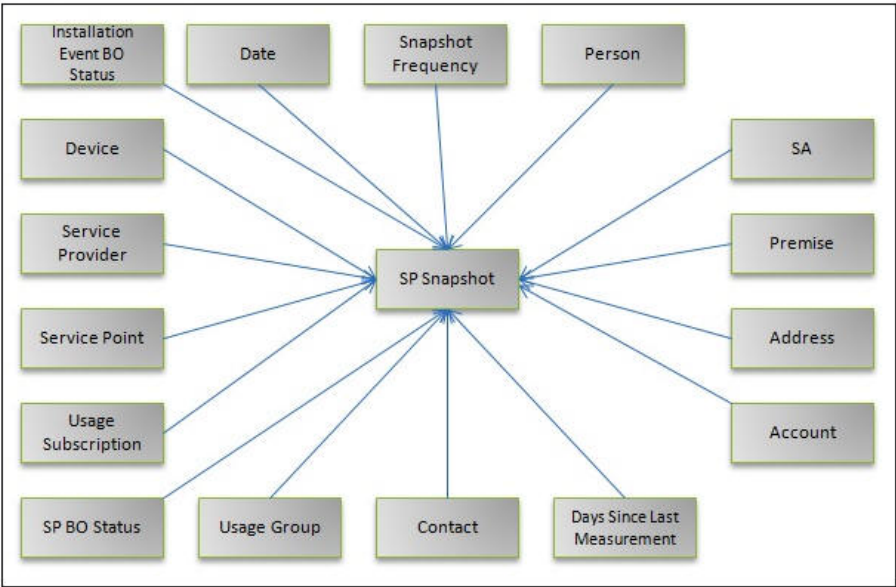 Installation
Event BO
Status
Date
Snapshot
Frequency
Person
Device
SA
Service
Provider
Premise
SP Snapshot
Service Point
Address
Usage
Subscription
Account
SP BO Status
Usage Group
Contact
Days Since Last
Measurement